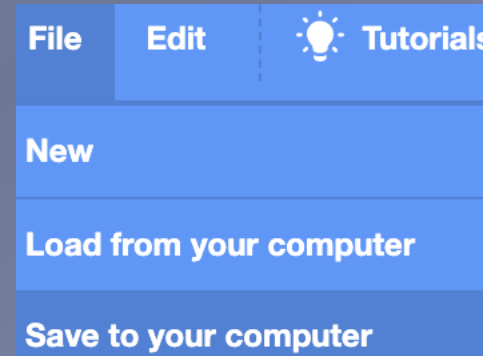 File Edit Tutorials
New
Load from your computer
Save to your computer